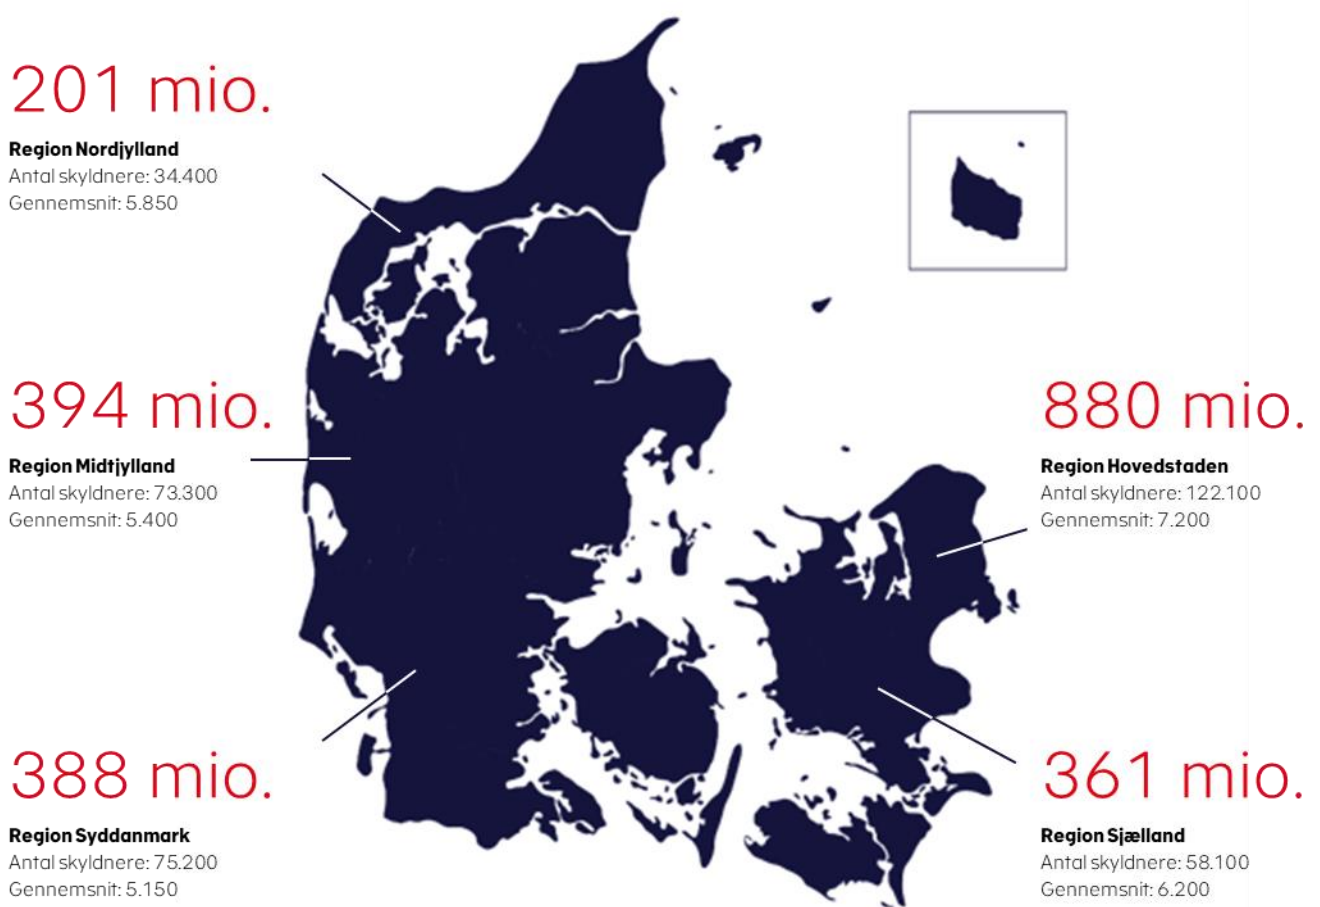 201 mio.
Region Nordjylland
Antal skyldnere: 34.400
Gennemsnit: 5.850
394 mio.
Region Midtjylland
Antal skyldnere: 73.300
Gennemsnit: 5.400
388 mio.
Region Syddanmark
Antal skyldnere: 75.200
Gennemsnit: 5.150
880 mio.
Region Hovedstaden
Antal skyldnere: 122.100
Gennemsnit: 7.200
361 mio.
Region Sjælland
Antal skyldnere: 58.100
Gennemsnit: 6.200